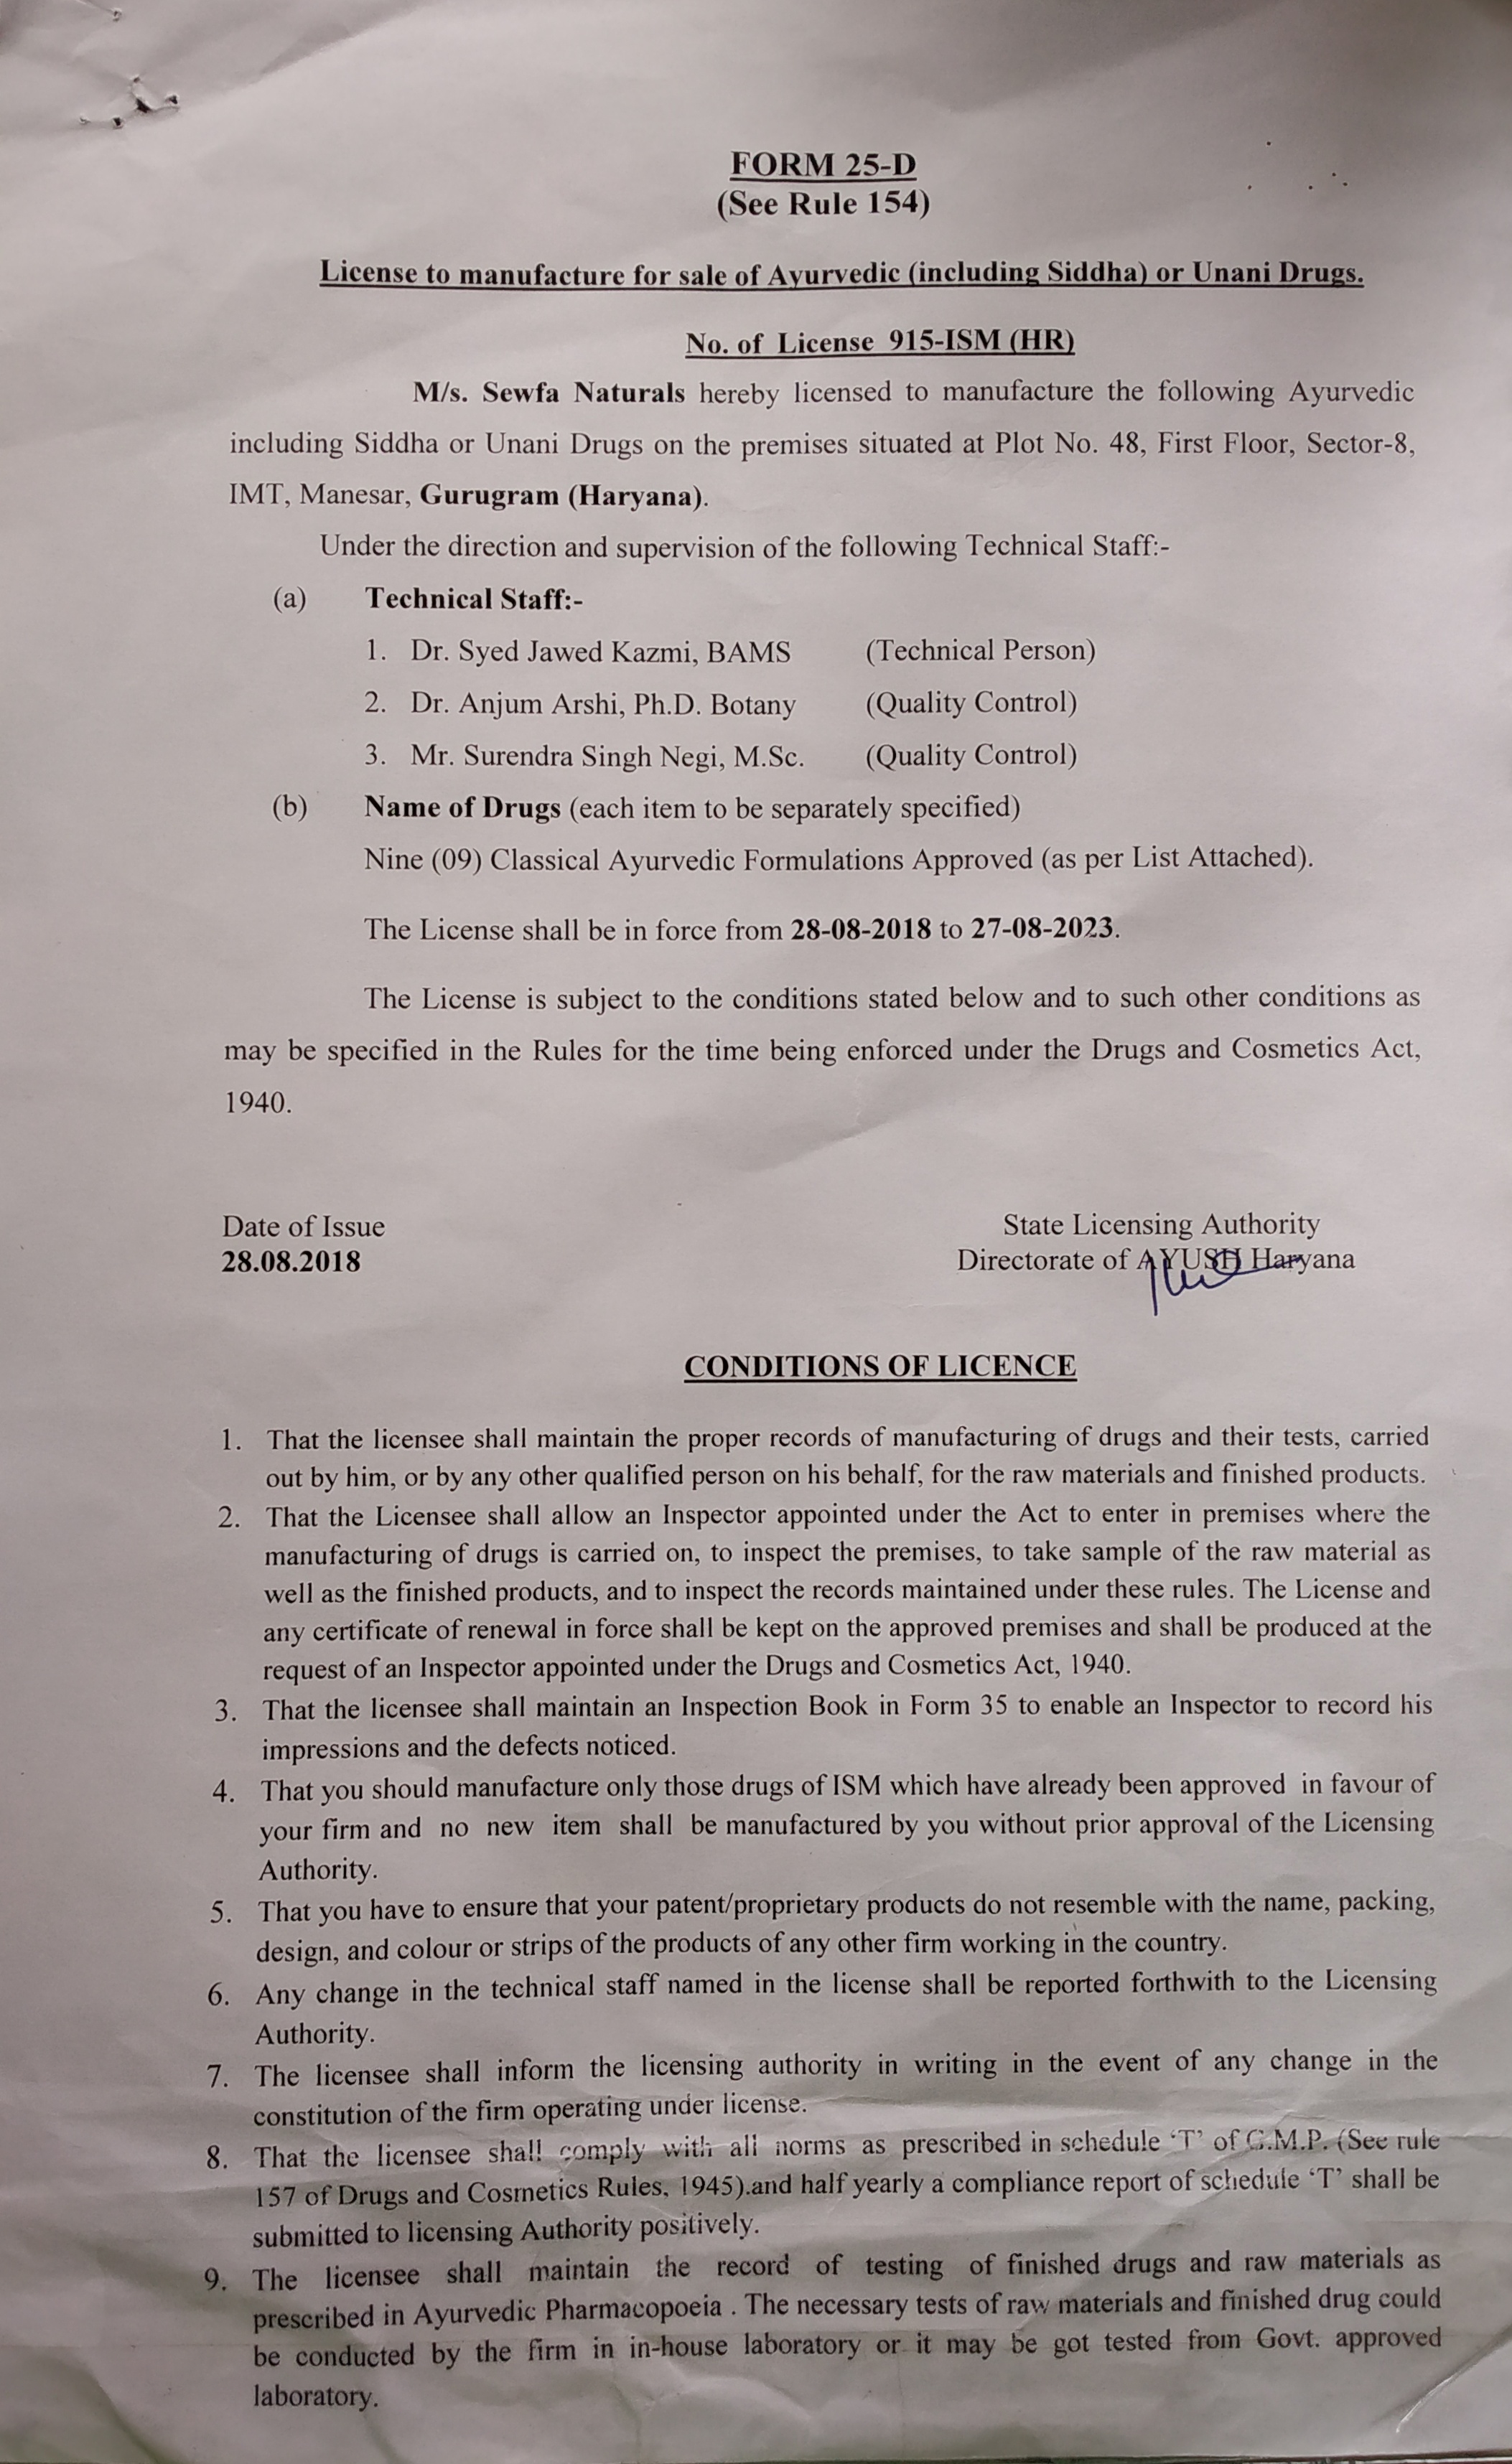 FORM 25-D
(See Rule 154)
License to manufacture for sale of Ayurvedic (including Siddha) or Unani Drugs.
No. of License 915-ISM (HR)
M/s. Sewfa Naturals hereby licensed to manufacture the following Ayurvedic
including Siddha or Unani Drugs on the premises situated at Plot No. 48, First Floor, Sector-8,
IMT, Manesar, Gurugram (Haryana).
Under the direction and supervision of the following Technical Staff:-
(a) Technical Staff:-
1. Dr. Syed Jawed Kazmi, BAMS (Technical Person)
2. Dr. Anjum Arshi, Ph.D. Botany (Quality Control)
3. Mr. Surendra Singh Negi, M.Sc. (Quality Control)
(b) Name of Drugs (each item to be separately specified)
Nine (09) Classical Ayurvedic Formulations Approved (as per List Attached).
The License shall be in force from 28-08-2018 to 27-08-2023.
The License is subject to the conditions stated below and to such other conditions as
may be specified in the Rules for the time being enforced under the Drugs and Cosmetics Act,
1940.
Date of Issue
28.08.2018
State Licensing Authority
Directorate of AYUSH Haryana
CONDITIONS OF LICENCE
1. That the licensee shall maintain the proper records of manufacturing of drugs and their tests, carried
out by him, or by any other qualified person on his behalf, for the raw materials and finished products.
2. That the Licensee shall allow an Inspector appointed under the Act to enter in premises where the
manufacturing of drugs is carried on, to inspect the premises, to take sample of the raw material as
well as the finished products, and to inspect the records maintained under these rules. The License and
any certificate of renewal in force shall be kept on the approved premises and shall be produced at the
request of an Inspector appointed under the Drugs and Cosmetics Act, 1940.
3. That the licensee shall maintain an Inspection Book in Form 35 to enable an Inspector to record his
impressions and the defects noticed.
4. That you should manufacture only those drugs of ISM which have already been approved in favour of
your firm and no new item shall be manufactured by you without prior approval of the Licensing
Authority.
5. That you have to ensure that your patent/proprietary products do not resemble with the name, packing,
design, and colour or strips of the products of any other firm working in the country.
6. Any change in the technical staff named in the license shall be reported forthwith to the Licensing
Authority.
7. The licensee shall inform the licensing authority in writing in the event of any change in the
constitution of the firm operating under license.
8. That the licensee shall comply with all norms as prescribed in schedule ‘T’ of G.M.P. (See rule
157 of Drugs and Cosmetics Rules, 1945).and half yearly a compliance report of schedule ‘T’ shall be
submitted to licensing Authority positively.
9. The licensee shall maintain the record of testing of finished drugs and raw materials as
prescribed in Ayurvedic Pharmacopoeia . The necessary tests of raw materials and finished drug could
be conducted by the firm in in-house laboratory or it may be got tested from Govt. approved
laboratory.